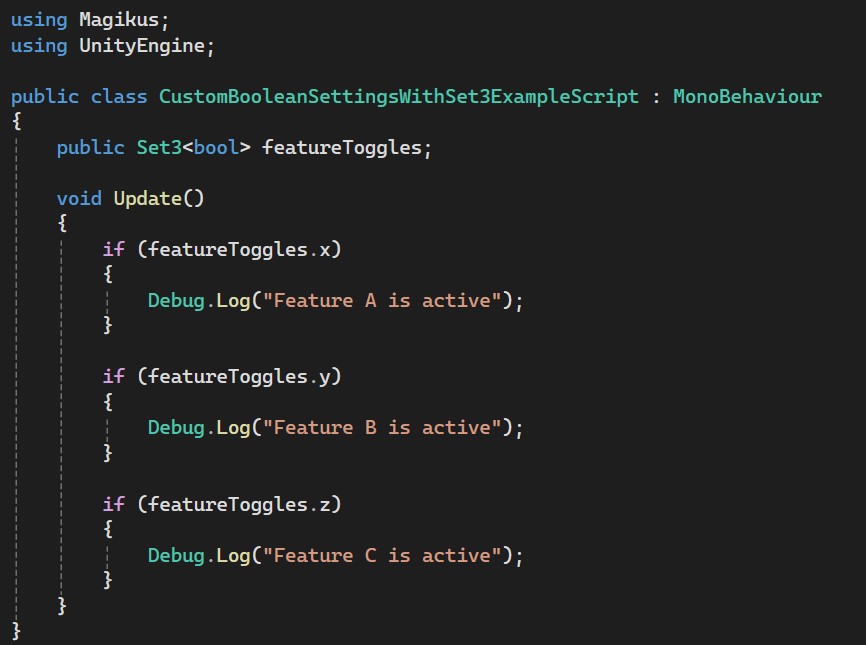 using Magikus;
using UnityEngine;
public class CustomBooleanSettingsWithSet3ExampleScript : MonoBehaviour
{
public Set3<bool> featureToggles;
void Update()
{
if (featureToggles.x)
{
Debug.Log("Feature A is active");
}
if (featureToggles.y)
{
Debug.Log("Feature B is active");
}
if (featureToggles.z)
{
Debug.Log("Feature C is active");
}
}
}